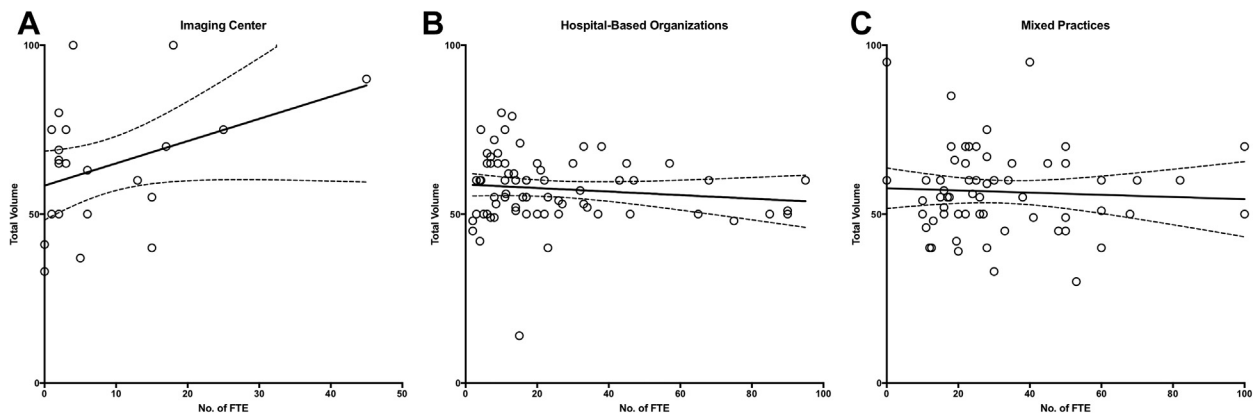 A
Imaging Center
100
50
0
Total Volume
0 10 20 30 40 50
No. of FTE
B
Hospital-Based Organizations
100
50
0
Total Volume
0 20 40 60 80 100
No. of FTE
C
Mixed Practices
100
50
0
Total Volume
0 20 40 60 80 100
No. of FTE